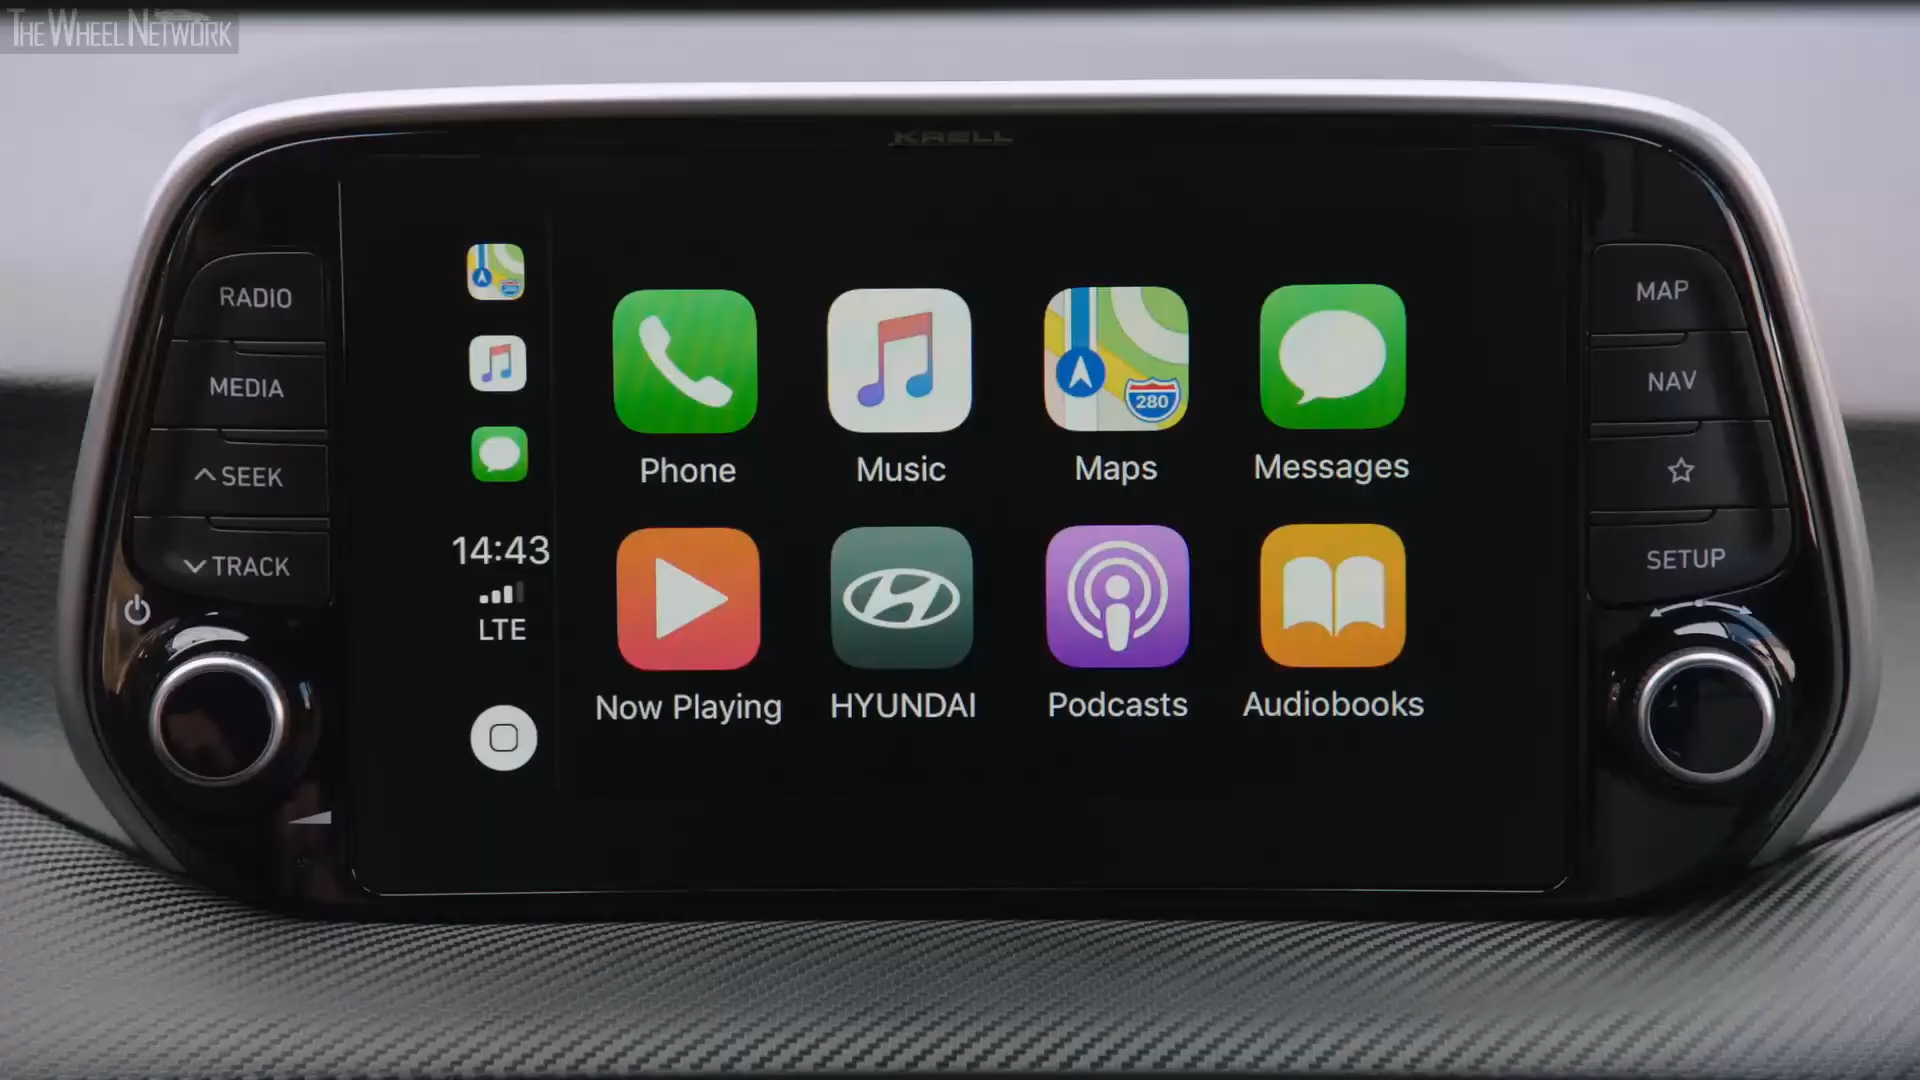 THE WHEEL NETWORK
KRELL
RADIO
MEDIA
SEEK
TRACK
14:43
LTE
280
Phone
Music
280
Maps
Messages
Now Playing
HYUNDAI
Podcasts
Audiobooks
MAP
NAV
SETUP